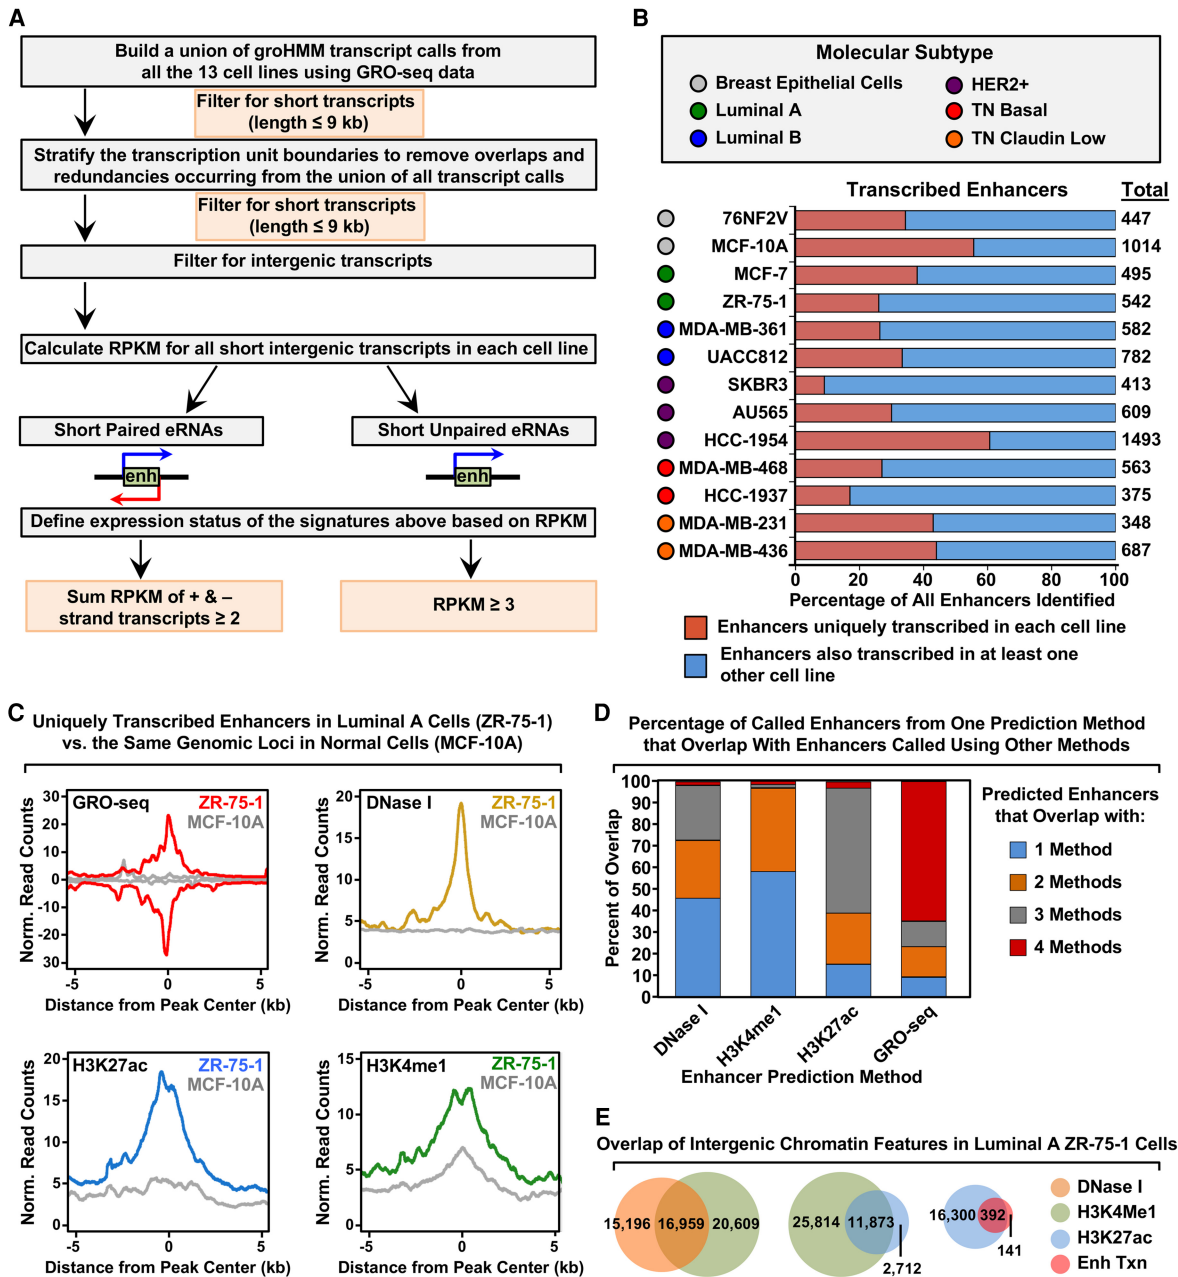 A
Build a union of groHMM transcript calls from
all the 13 cell lines using GRO-seq data
Filter for short transcripts
(length ≤ 9 kb)
Stratify the transcription unit boundaries to remove overlaps and
redundancies occurring from the union of all transcript calls
Filter for short transcripts
(length ≤ 9 kb)
Filter for intergenic transcripts
Calculate RPKM for all short intergenic transcripts in each cell line
Short Paired eRNAs
Short Unpaired eRNAs
enh
enh
Define expression status of the signatures above based on RPKM
Sum RPKM of + & –
strand transcripts ≥ 2
RPKM ≥ 3
B
Molecular Subtype
Breast Epithelial Cells
HER2+
Luminal A
TN Basal
Luminal B
TN Claudin Low
Transcribed Enhancers
Total
76NF2V
447
MCF-10A
1014
MCF-7
495
ZR-75-1
542
MDA-MB-361
582
UACC812
782
SKBR3
413
AU565
609
HCC-1954
1493
MDA-MB-468
563
HCC-1937
375
MDA-MB-231
348
MDA-MB-436
687
0 20 40 60 80 100
Percentage of All Enhancers Identified
Enhancers uniquely transcribed in each cell line
Enhancers also transcribed in at least one
other cell line
C
Uniquely Transcribed Enhancers in Luminal A Cells (ZR-75-1)
vs. the Same Genomic Loci in Normal Cells (MCF-10A)
GRO-seq
ZR-75-1
MCF-10A
Norm. Read Counts
30
20
10
0
-10
-20
30
-5 0 5
Distance from Peak Center (kb)
DNase I
ZR-75-1
MCF-10A
Norm. Read Counts
20
15
10
5
0
-5 0 5
Distance from Peak Center (kb)
H3K27ac
ZR-75-1
MCF-10A
Norm. Read Counts
20
15
10
5
0
-5 0 5
Distance from Peak Center (kb)
H3K4me1
ZR-75-1
MCF-10A
Norm. Read Counts
15
10
5
0
-5 0 5
Distance from Peak Center (kb)
D
Percentage of Called Enhancers from One Prediction Method
that Overlap With Enhancers Called Using Other Methods
Percent of Overlap
100
90
80
70
60
50
40
30
20
10
0
DNase I
H3K4me1
H3K27ac
GRO-seq
Enhancer Prediction Method
Predicted Enhancers
that Overlap with:
1 Method
2 Methods
3 Methods
4 Methods
E
Overlap of Intergenic Chromatin Features in Luminal A ZR-75-1 Cells
15,196 16,959 20,609
25,814 11,873
2,712
16,300 392
141
DNase I
H3K4Me1
H3K27ac
Enh Txn